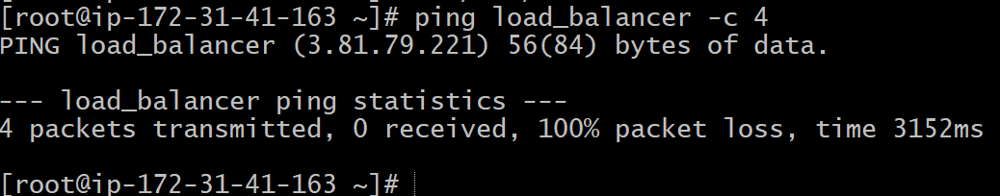 [root@ip-172-31-41-163 ~]# ping load_balancer -c 4
PING load_balancer (3.81.79.221) 56(84) bytes of data.

--- load_balancer ping statistics ---
4 packets transmitted, 0 received, 100% packet loss, time 3152ms

[root@ip-172-31-41-163 ~]#